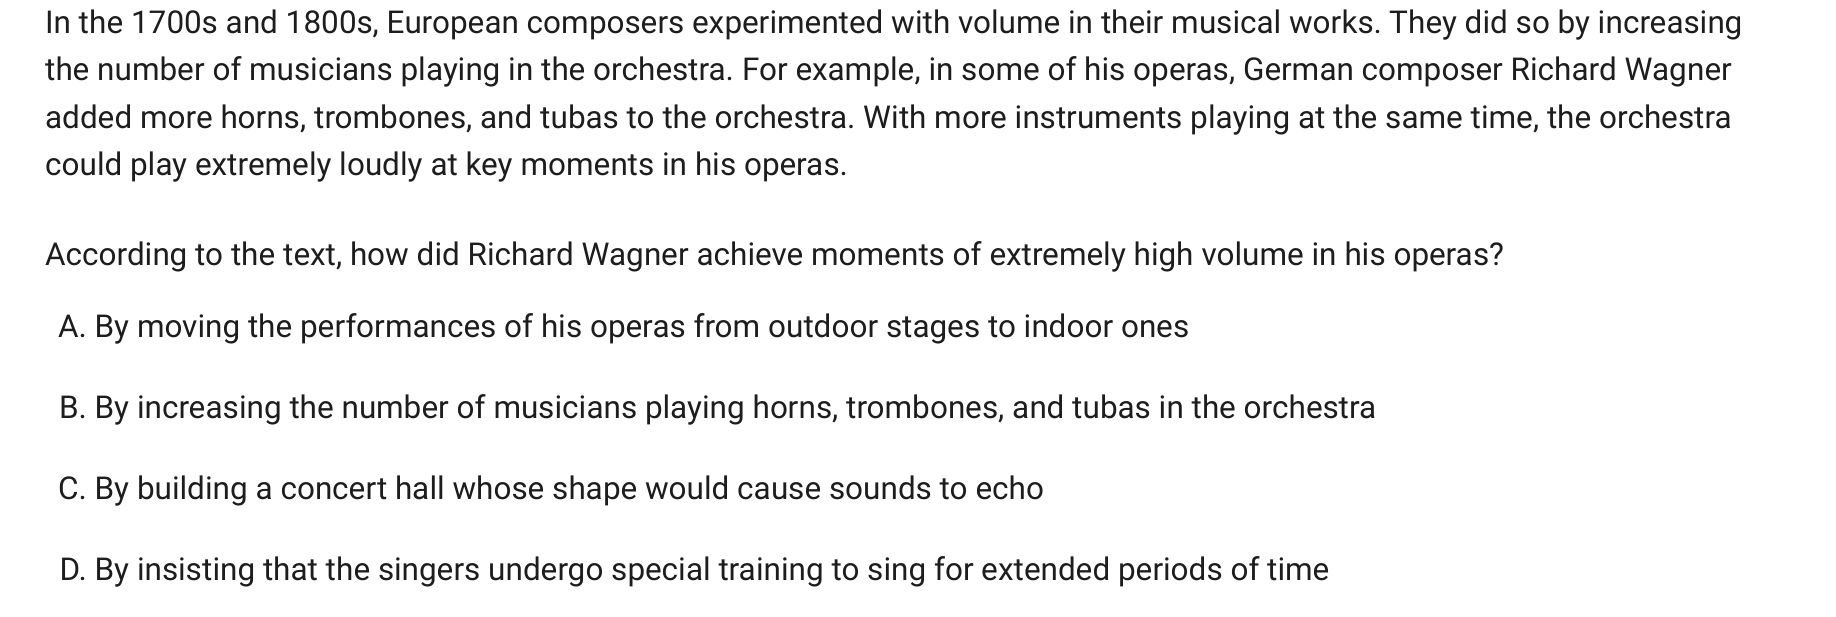 In the 1700s and 1800s, European composers experimented with volume in their musical works. They did so by increasing
the number of musicians playing in the orchestra. For example, in some of his operas, German composer Richard Wagner
added more horns, trombones, and tubas to the orchestra. With more instruments playing at the same time, the orchestra
could play extremely loudly at key moments in his operas.
According to the text, how did Richard Wagner achieve moments of extremely high volume in his operas?
A. By moving the performances of his operas from outdoor stages to indoor ones
B. By increasing the number of musicians playing horns, trombones, and tubas in the orchestra
C. By building a concert hall whose shape would cause sounds to echo
D. By insisting that the singers undergo special training to sing for extended periods of time